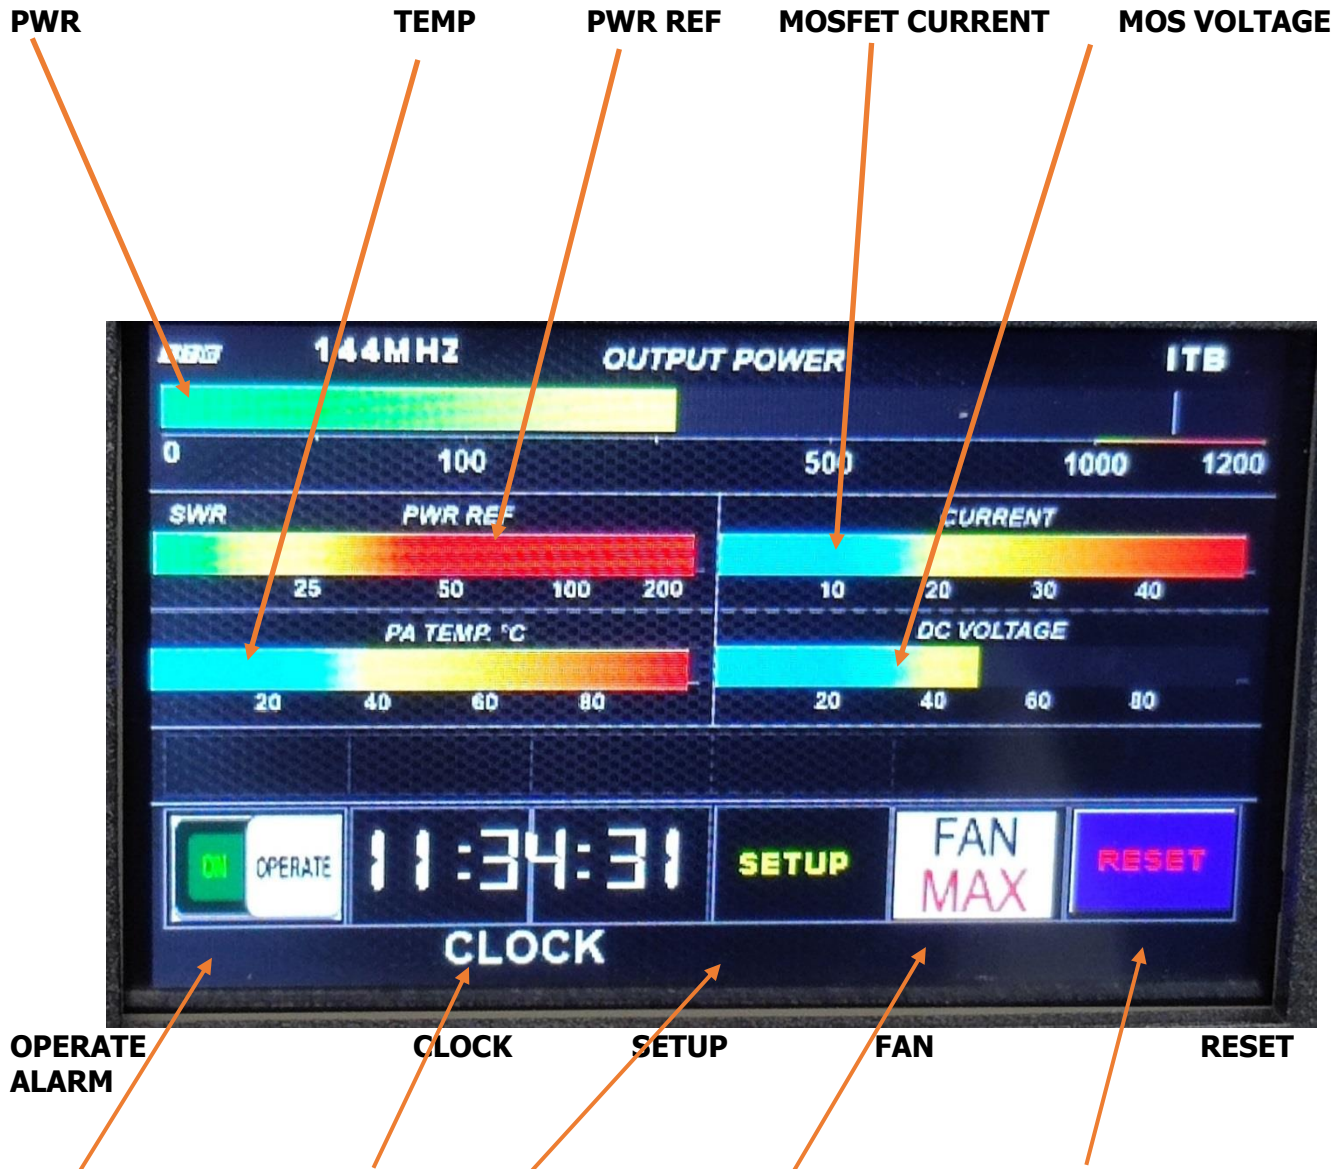 PWR TEMP PWR REF MOSFET CURRENT MOS VOLTAGE
144MHZ OUTPUT POWER ITB
0 100 500 1000 1200
SWR PWR REF CURRENT
25 50 100 200 10 20 30 40
PA TEMP. °C DC VOLTAGE
20 40 60 80 20 40 60 80
ON OPERATE 11:34:31 SETUP FAN MAX RESET
CLOCK
OPERATE CLOCK SETUP FAN RESET
ALARM